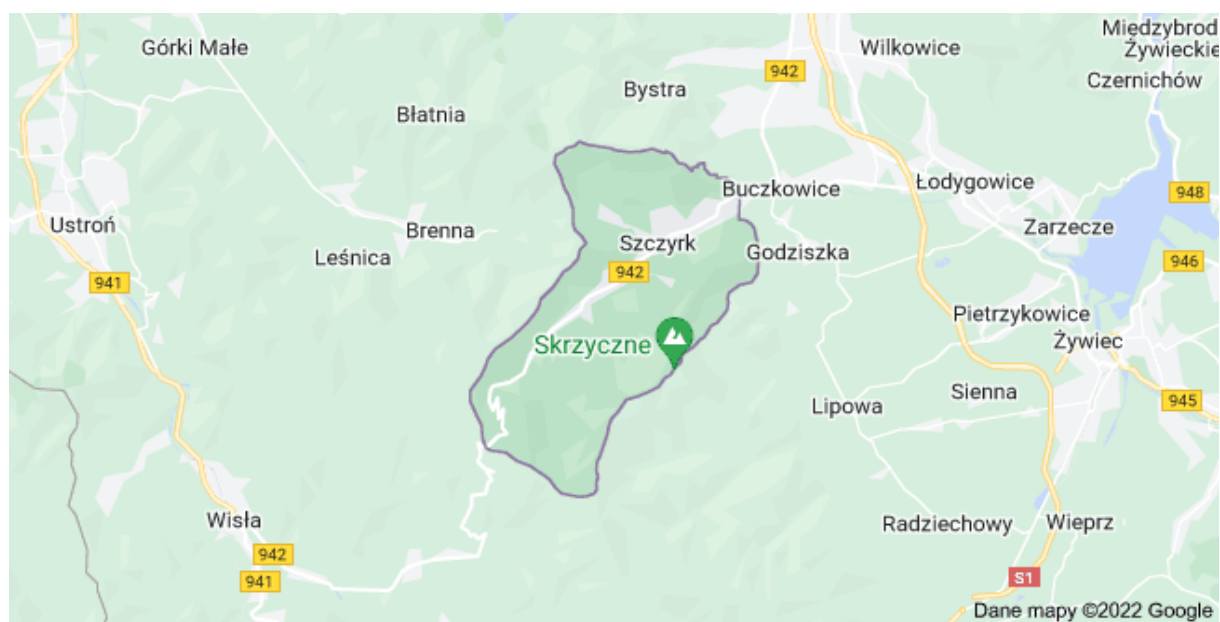 Międzybrod
Górki Małe
Wilkowice
Żywieckie
942
Czernichów
Bystra
Błatnia
Łodygowice
Buczkowice
948
Ustroń
Brenna
Zarzecze
Szczyrk
Godziszka
Leśnica
946
942
941
Pietrzykowice
Skrzyczne
Żywiec
Sienna
945
Lipowa
Wisła
Radziechowy
Wieprz
942
941
S1
Dane mapy ©2022 Google